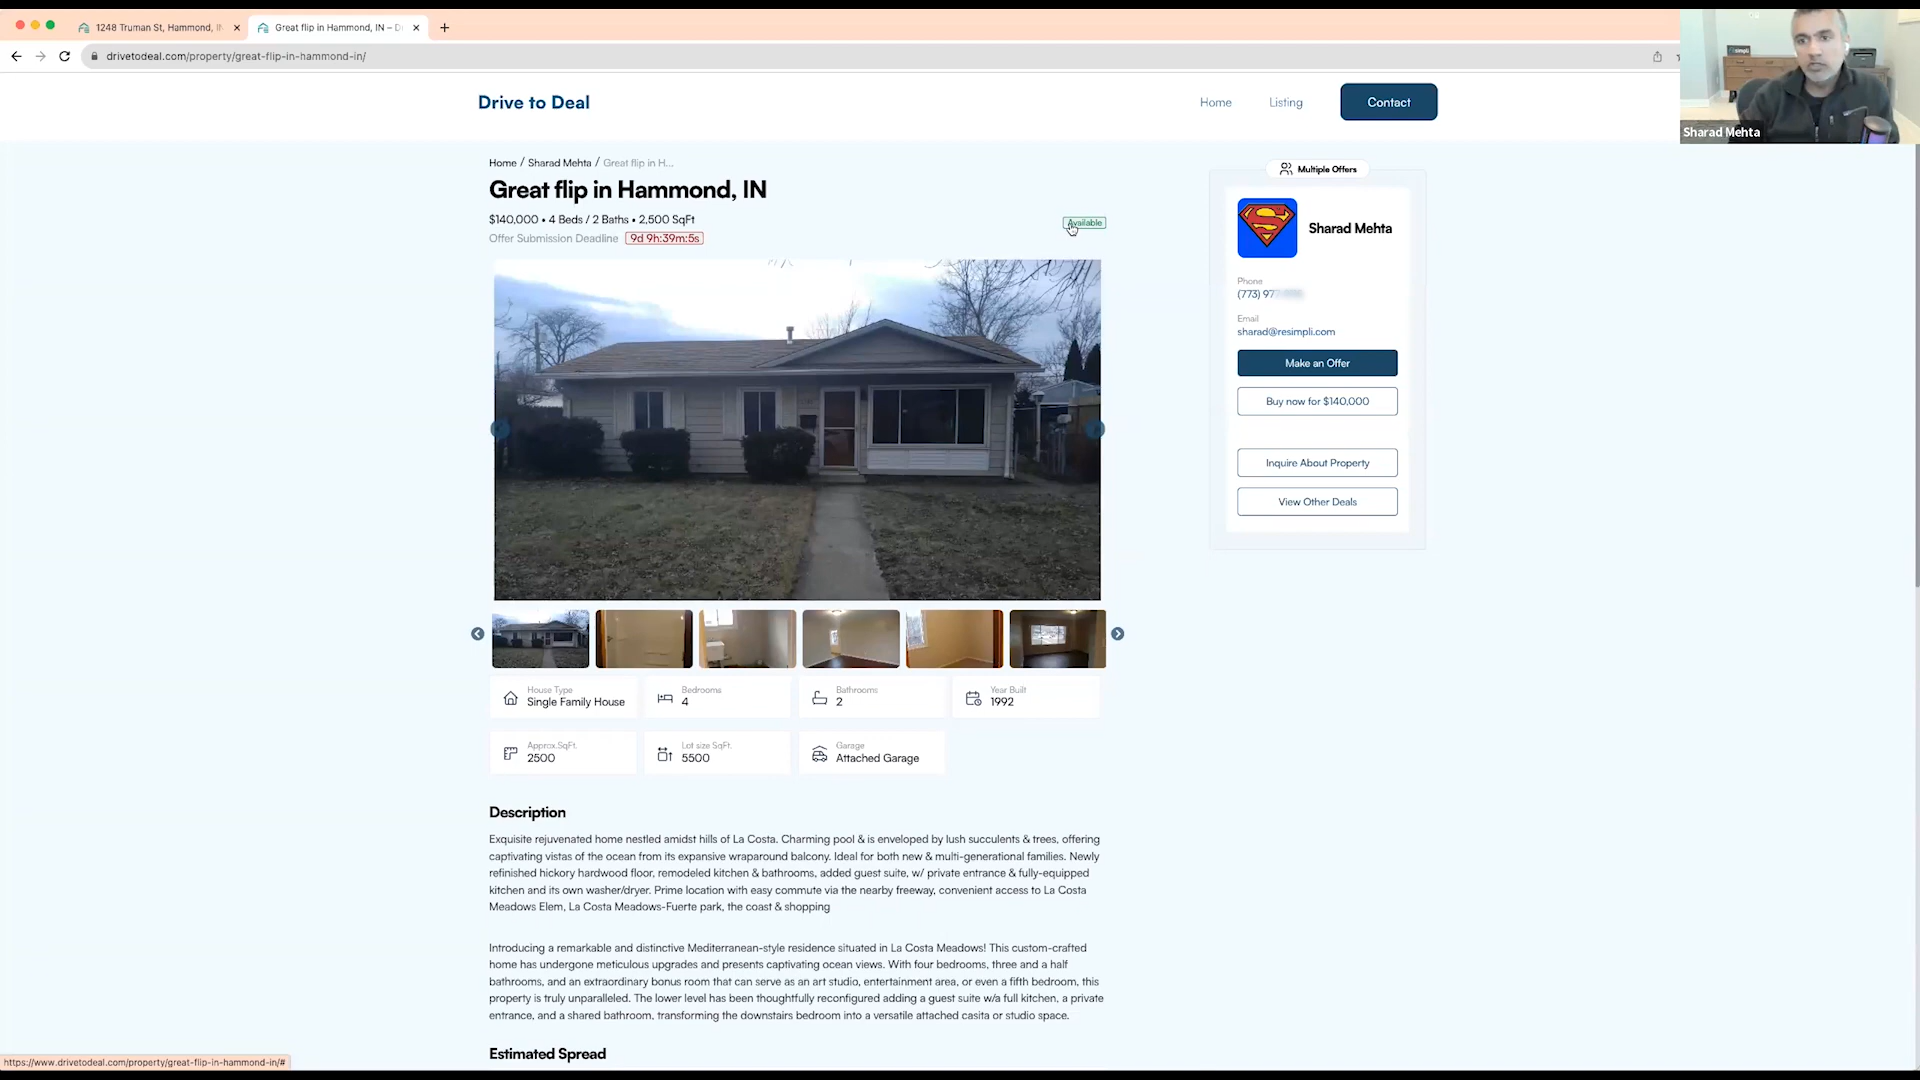 1248 Truman St, Hammond, IN
Great flip in Hammond, IN – D
drivetodeal.com/property/great-flip-in-hammond-in/
Sharad Mehta
Drive to Deal
Home
Listing
Contact
Home / Sharad Mehta / Great flip in H...
Great flip in Hammond, IN
$140,000 • 4 Beds / 2 Baths • 2,500 SqFt
Available
Offer Submission Deadline 9d 9h:39m:5s
Multiple Offers
Sharad Mehta
Phone
(773) 97
Email
sharad@resimpli.com
Make an Offer
Buy now for $140,000
Inquire About Property
View Other Deals
House Type
Single Family House
Bedrooms
4
Bathrooms
2
Year Built
1992
Approx.SqFt.
2500
Lot size SqFt.
5500
Garage
Attached Garage
Description
Exquisite rejuvenated home nestled amidst hills of La Costa. Charming pool & is enveloped by lush succulents & trees, offering
captivating vistas of the ocean from its expansive wraparound balcony. Ideal for both new & multi-generational families. Newly
refinished hickory hardwood floor, remodeled kitchen & bathrooms, added guest suite, w/ private entrance & fully-equipped
kitchen and its own washer/dryer. Prime location with easy commute via the nearby freeway, convenient access to La Costa
Meadows Elem, La Costa Meadows-Fuerte park, the coast & shopping
Introducing a remarkable and distinctive Mediterranean-style residence situated in La Costa Meadows! This custom-crafted
home has undergone meticulous upgrades and presents captivating ocean views. With four bedrooms, three and a half
bathrooms, and an extraordinary bonus room that can serve as an art studio, entertainment area, or even a fifth bedroom, this
property is truly unparalleled. The lower level has been thoughtfully reconfigured adding a guest suite w/a full kitchen, a private
entrance, and a shared bathroom, transforming the downstairs bedroom into a versatile attached casita or studio space.
Estimated Spread
https://www.drivetodeal.com/property/great-flip-in-hammond-in/#